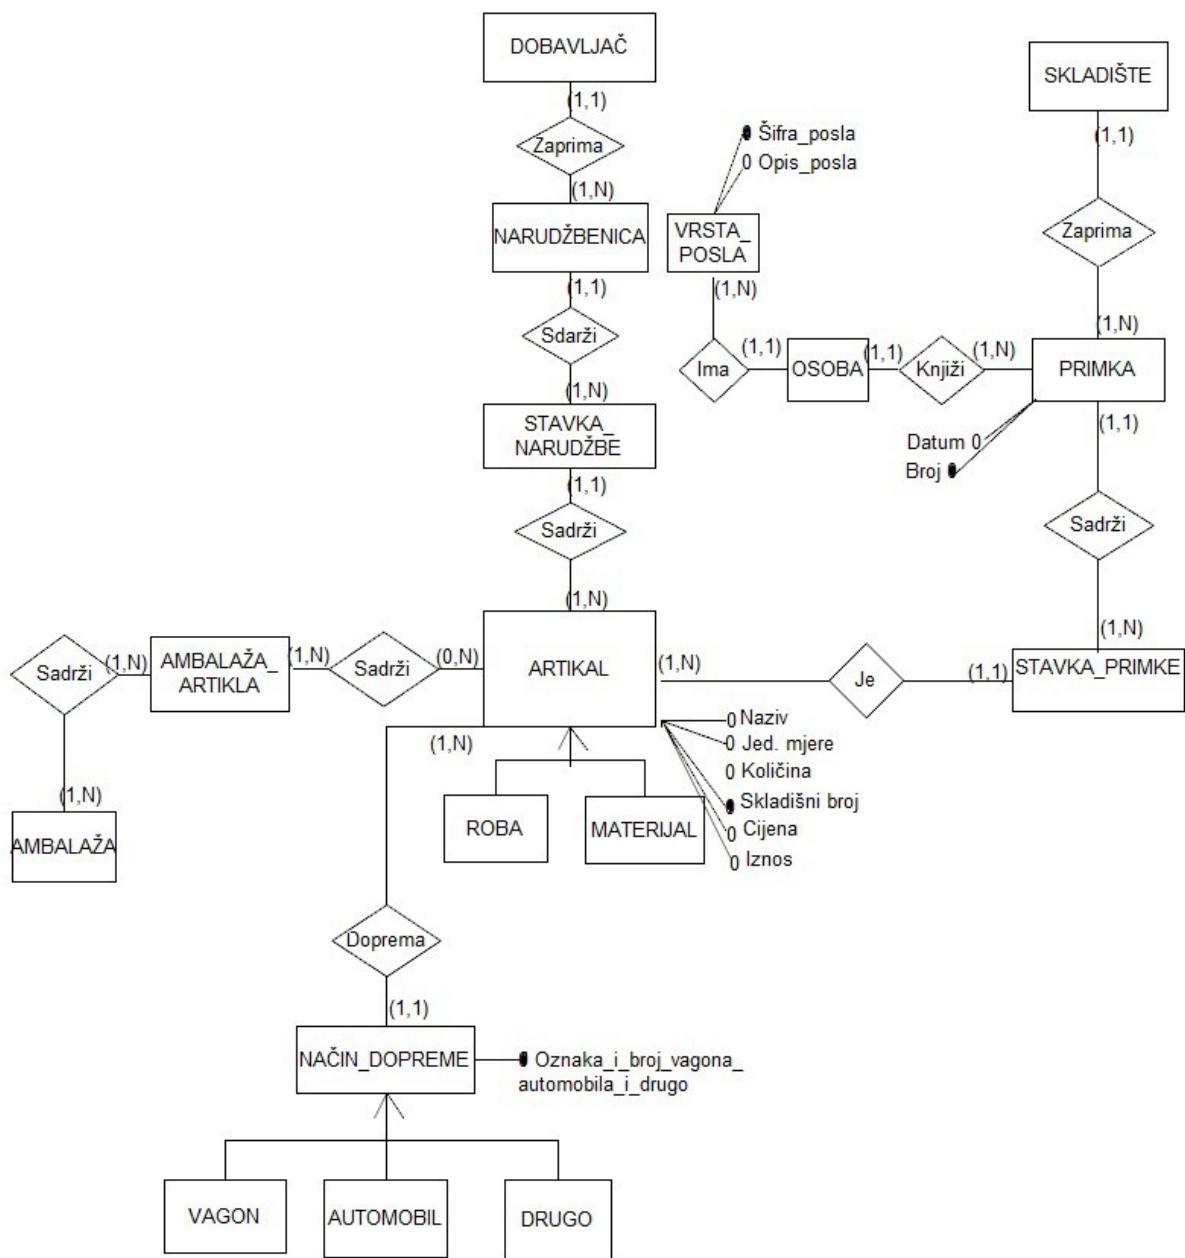 DOBAVLJAČ
SKLADIŠTE
(1,1)
(1,1)
Šifra_posla
Zaprima
0 Opis_posla
(1,N)
NARUDŽBENICA
VRSTA_
POSLA
Zaprima
(1,1)
(1,N)
(1,N)
Sdarži
Ima
(1,1)
OSOBA
(1,1)
Knjiži
(1,N)
PRIMKA
(1,N)
STAVKA_
NARUDŽBE
(1,1)
Datum 0
Broj
(1,1)
Sadrži
Sadrži
(1,N)
(1,N)
Sadrži
(1,N)
AMBALAŽA_
ARTIKLA
(1,N)
Sadrži
(0,N)
ARTIKAL
(1,N)
Je
(1,1)
STAVKA_PRIMKE
0 Naziv
0 Jed. mjere
0 Količina
Skladišni broj
0 Cijena
0 Iznos
(1,N)
(1,N)
AMBALAŽA
ROBA
MATERIJAL
Doprema
(1,1)
NAČIN_DOPREME
Oznaka_i_broj_vagona_
automobila_i_drugo
VAGON
AUTOMOBIL
DRUGO